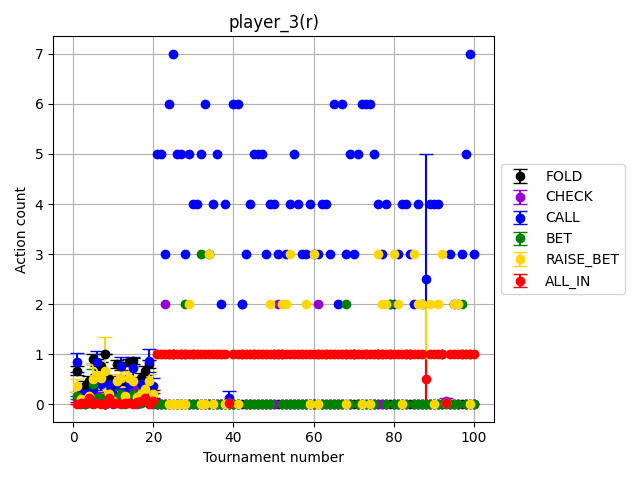 player_3(r)
Action count
7
6
5
4
3
2
1
0
0
20
40
60
80
100
Tournament number
FOLD
CHECK
CALL
BET
RAISE_BET
ALL_IN